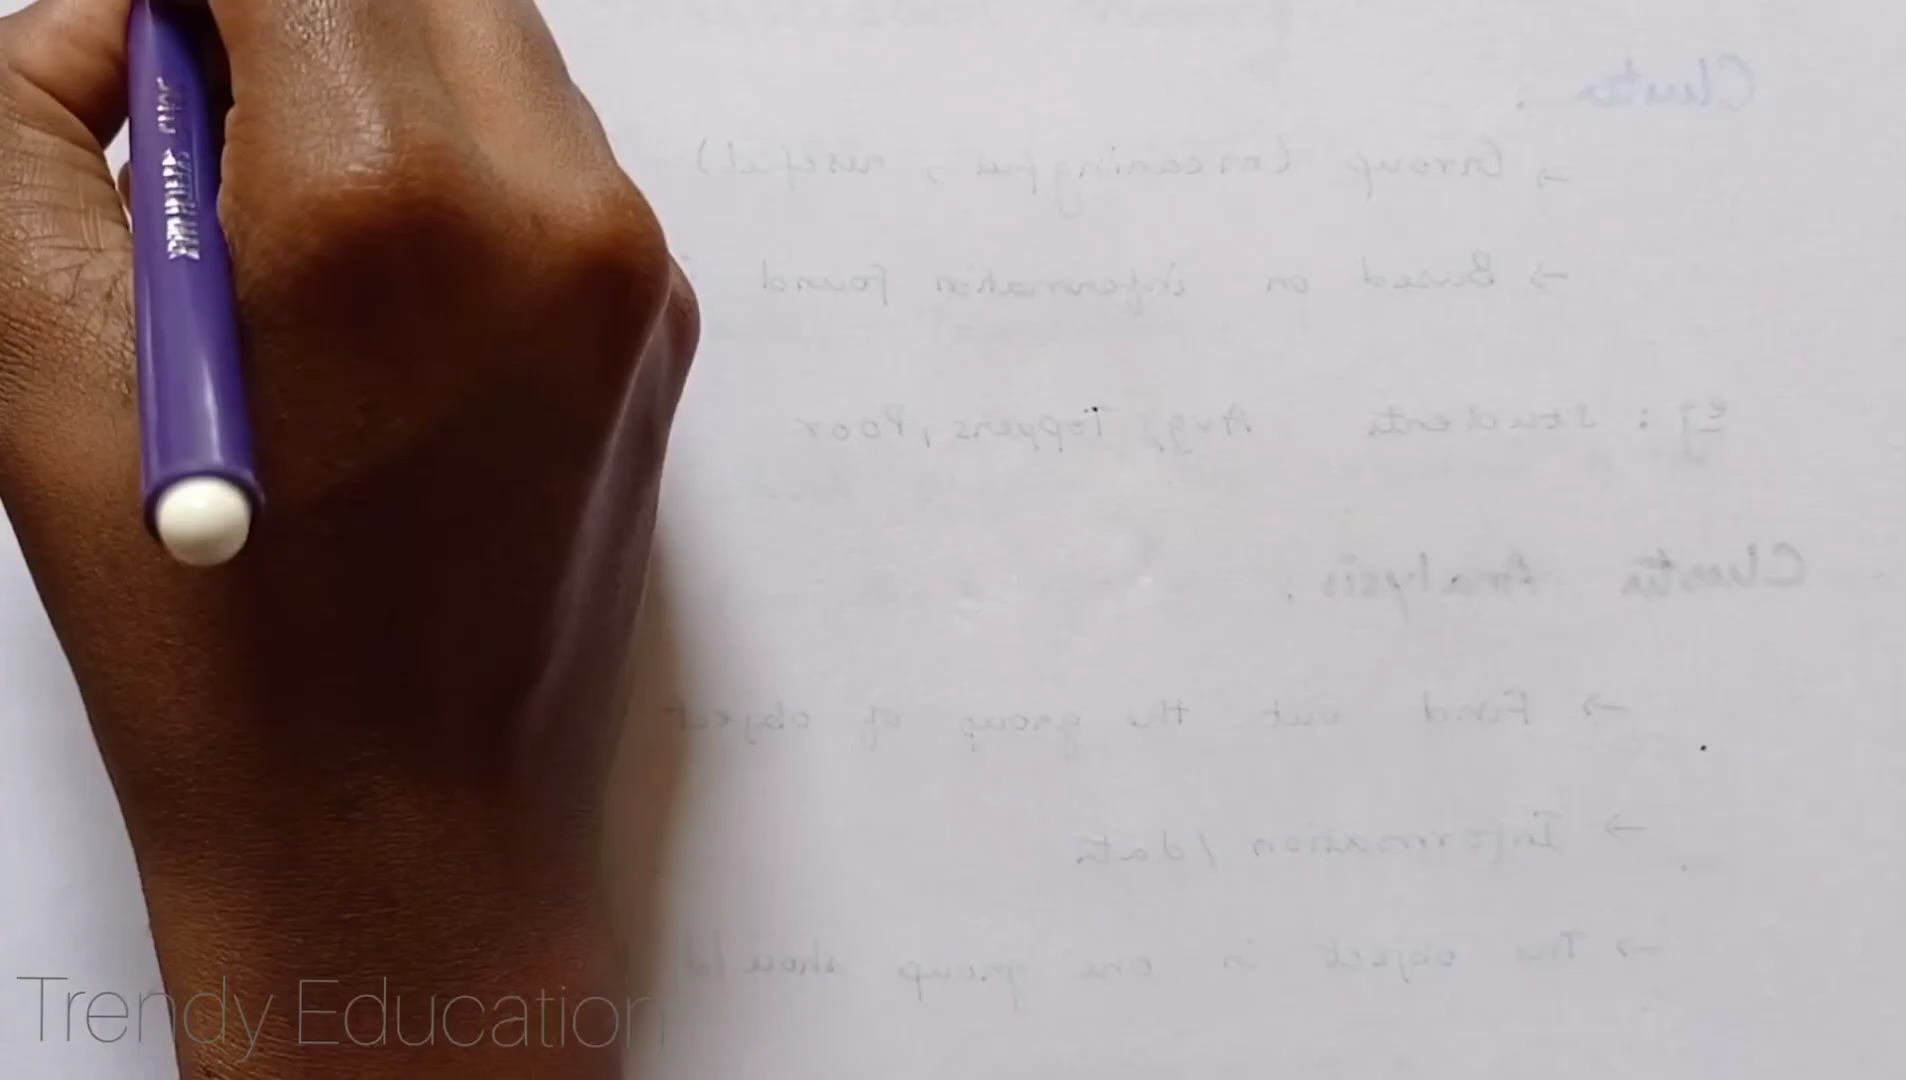 Cluster :
→ Group (meaningful, useful)
→ Based on information found
eg: Students Avg, Toppers, Poor
Cluster Analysis.
→ Find out the group of object
→ Information / data
→ The object in one group should
Trendy Education